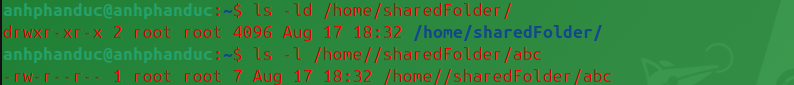 anhphanduc@anhphanduc:~$ ls -ld /home/sharedFolder/
drwxr-xr-x 2 root root 4096 Aug 17 18:32 /home/sharedFolder/
anhphanduc@anhphanduc:~$ ls -l /home//sharedFolder/abc
-rw-r--r-- 1 root root 7 Aug 17 18:32 /home//sharedFolder/abc